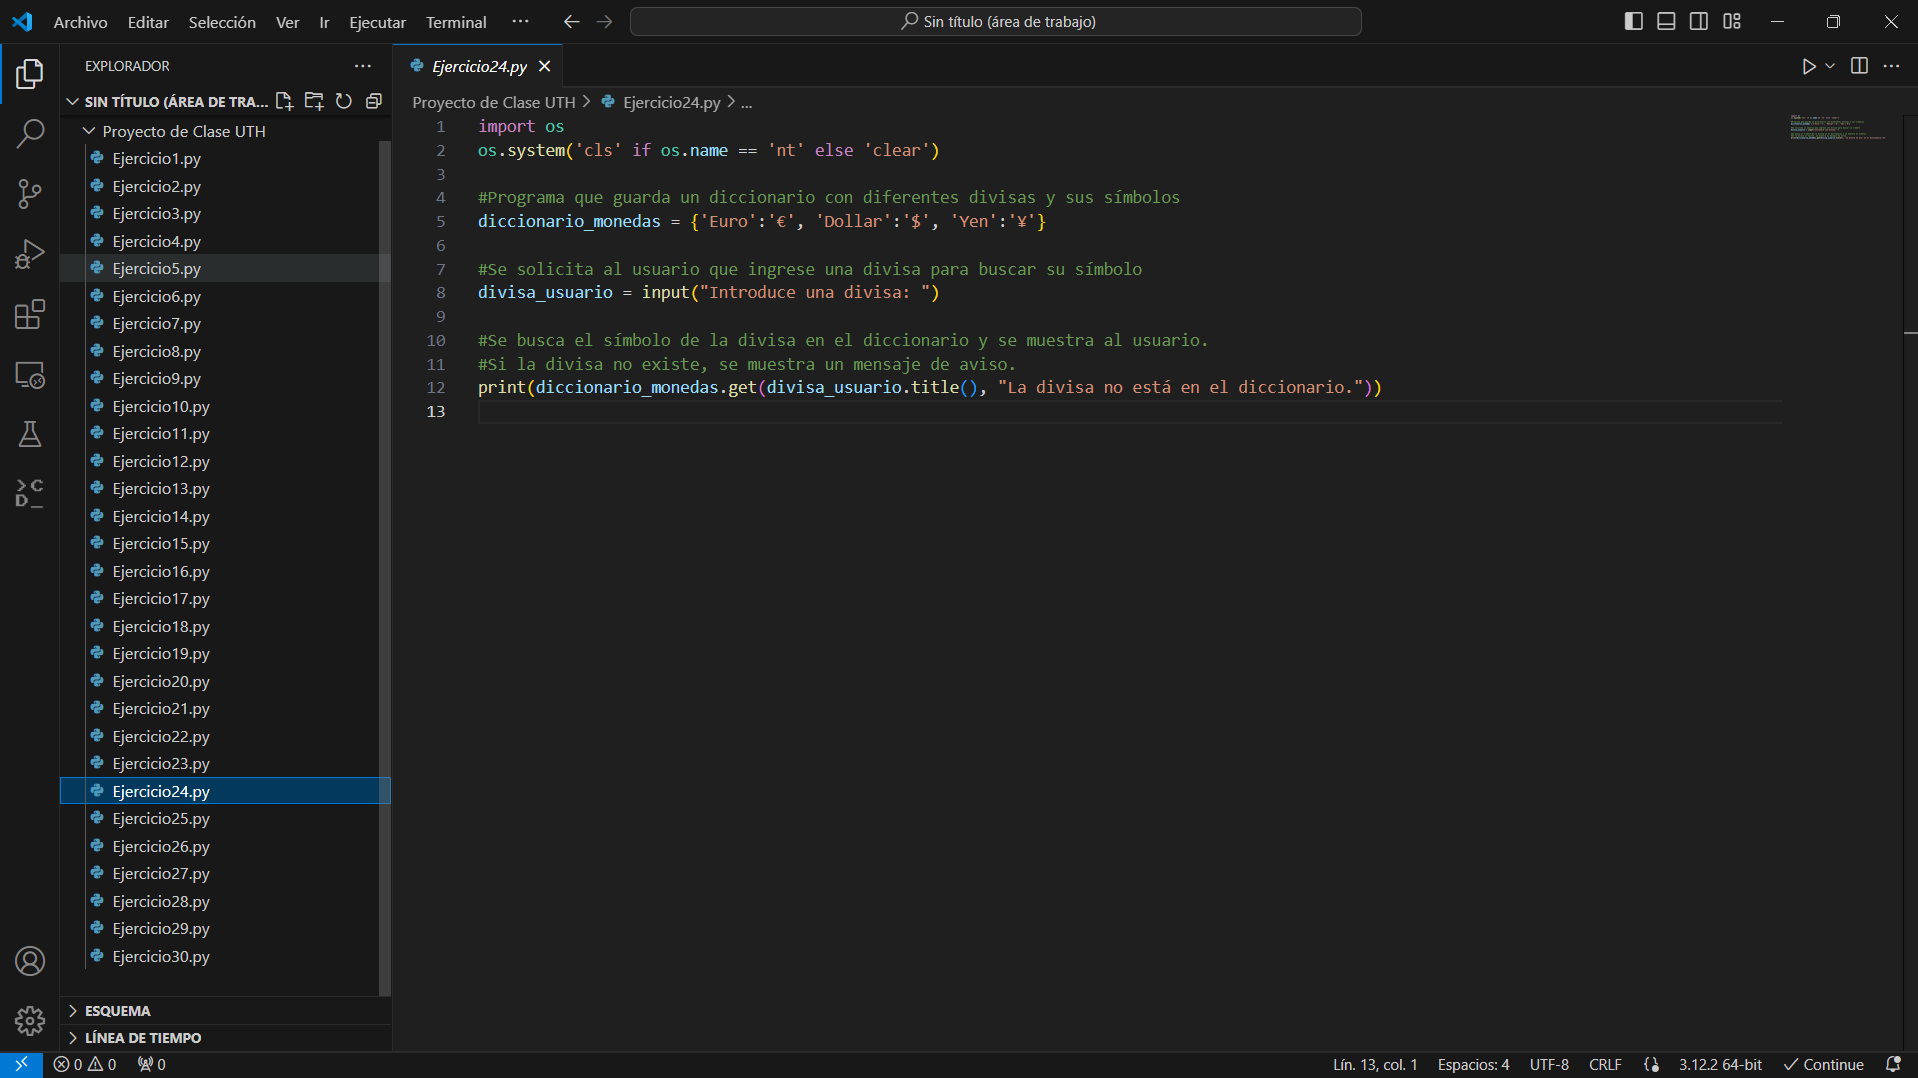 Archivo Editar Selección Ver Ir Ejecutar Terminal ··· Sin título (área de trabajo)
EXPLORADOR ···
SIN TÍTULO (ÁREA DE TRA...
Proyecto de Clase UTH
Ejercicio1.py
Ejercicio2.py
Ejercicio3.py
Ejercicio4.py
Ejercicio5.py
Ejercicio6.py
Ejercicio7.py
Ejercicio8.py
Ejercicio9.py
Ejercicio10.py
Ejercicio11.py
Ejercicio12.py
Ejercicio13.py
Ejercicio14.py
Ejercicio15.py
Ejercicio16.py
Ejercicio17.py
Ejercicio18.py
Ejercicio19.py
Ejercicio20.py
Ejercicio21.py
Ejercicio22.py
Ejercicio23.py
Ejercicio24.py
Ejercicio25.py
Ejercicio26.py
Ejercicio27.py
Ejercicio28.py
Ejercicio29.py
Ejercicio30.py
ESQUEMA
LÍNEA DE TIEMPO
Ejercicio24.py
Proyecto de Clase UTH > Ejercicio24.py > ...
1 import os
2 os.system('cls' if os.name == 'nt' else 'clear')
3
4 #Programa que guarda un diccionario con diferentes divisas y sus símbolos
5 diccionario_monedas = {'Euro':'€', 'Dollar':'$', 'Yen':'¥'}
6
7 #Se solicita al usuario que ingrese una divisa para buscar su símbolo
8 divisa_usuario = input("Introduce una divisa: ")
9
10 #Se busca el símbolo de la divisa en el diccionario y se muestra al usuario.
11 #Si la divisa no existe, se muestra un mensaje de aviso.
12 print(diccionario_monedas.get(divisa_usuario.title(), "La divisa no está en el diccionario."))
13
0 0 0 Lín. 13, col. 1 Espacios: 4 UTF-8 CRLF 3.12.2 64-bit Continue